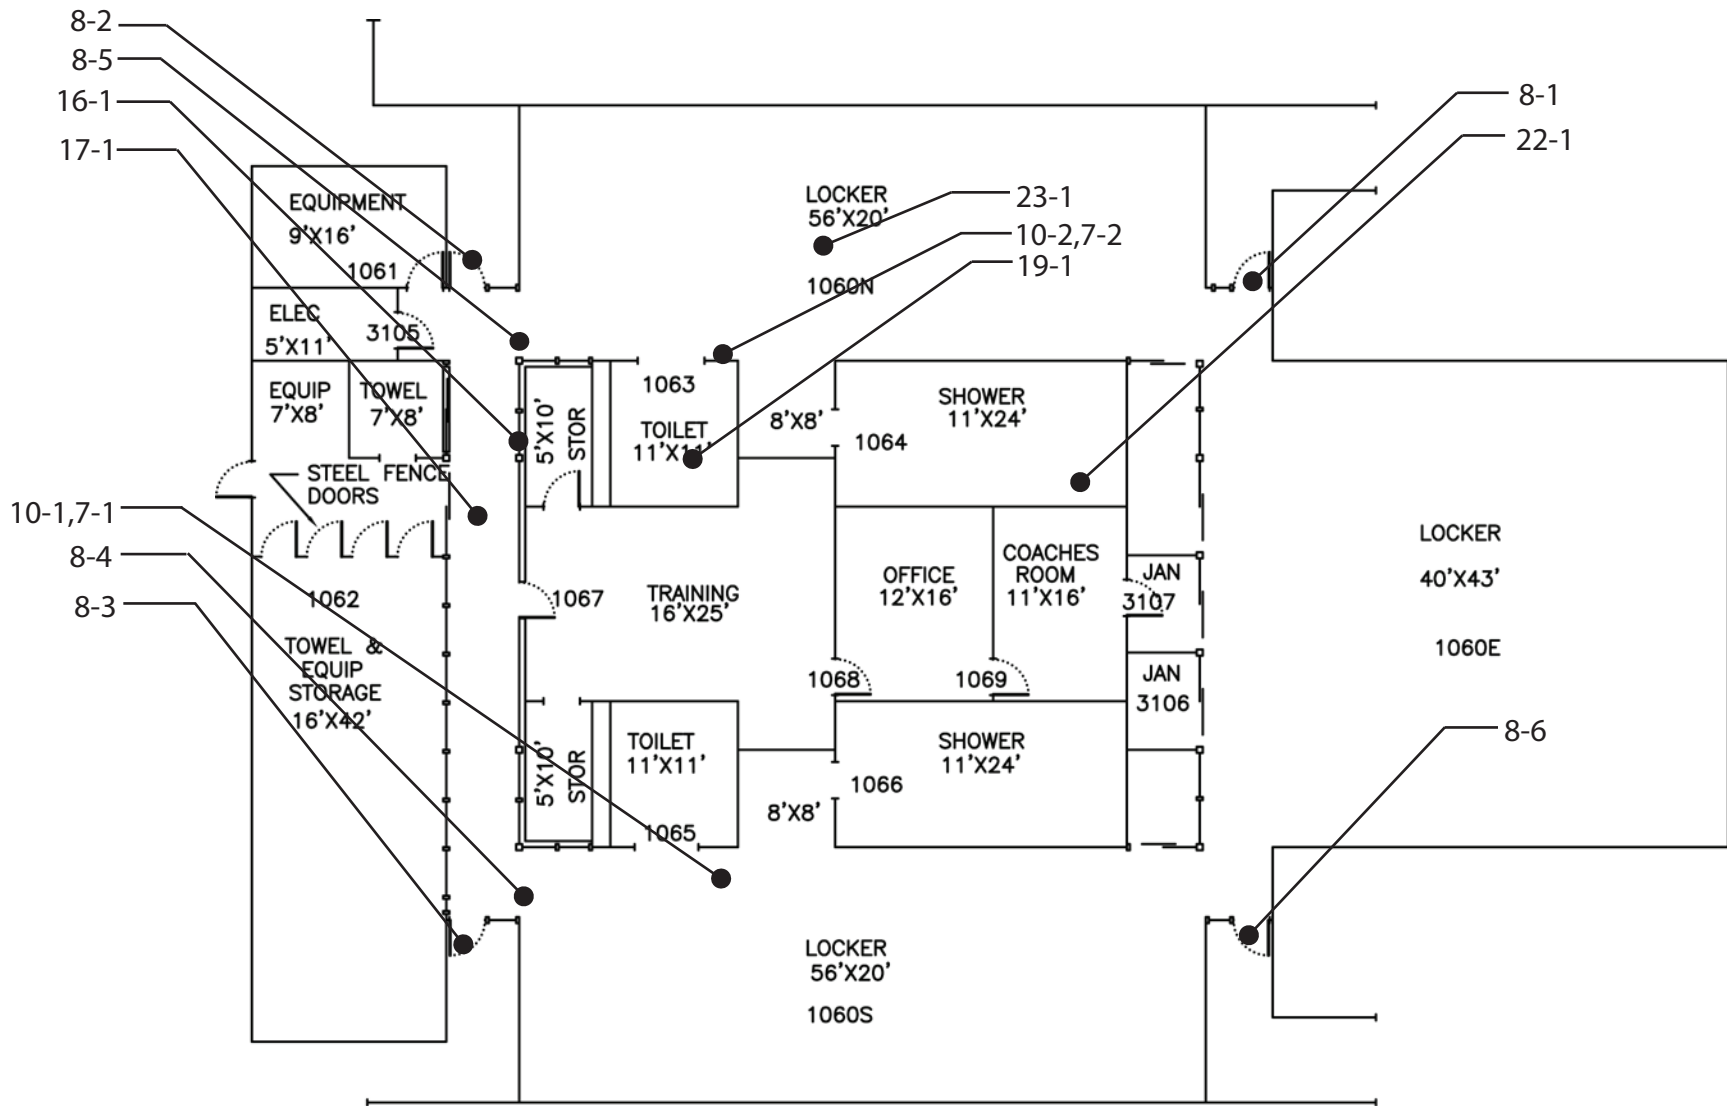 8-2
8-5
16-1
17-1
8-1
22-1
23-1
10-2,7-2
19-1
EQUIPMENT
9'X16'
1061
LOCKER
56'X20'
1060N
ELEC
5'X11'
3105
EQUIP
7'X8'
TOWEL
7'X8'
5'X10'
STOR
1063
TOILET
11'X11'
8'X8'
1064
SHOWER
11'X24'
STEEL FENCE
DOORS
10-1,7-1
8-4
8-3
1062
TOWEL &
EQUIP
STORAGE
16'X42'
1067
TRAINING
16'X25'
OFFICE
12'X16'
1068
COACHES
ROOM
11'X16'
1069
JAN
3107
JAN
3106
LOCKER
40'X43'
1060E
8-6
5'X10'
STOR
TOILET
11'X11'
1065
8'X8'
1066
SHOWER
11'X24'
LOCKER
56'X20'
1060S